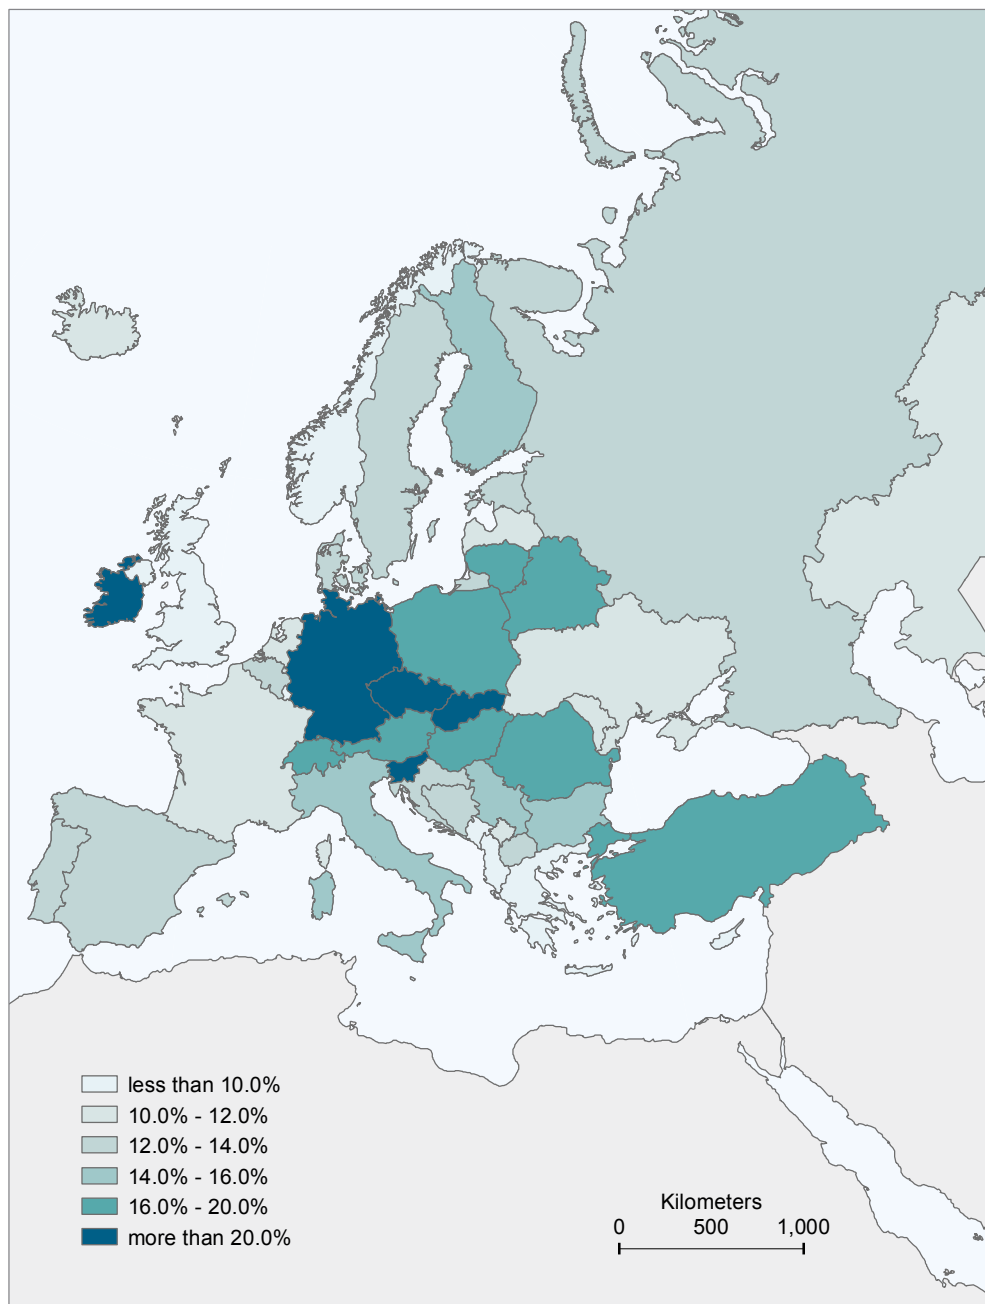 less than 10.0%
10.0% - 12.0%
12.0% - 14.0%
14.0% - 16.0%
16.0% - 20.0%
more than 20.0%
Kilometers
0 500 1,000